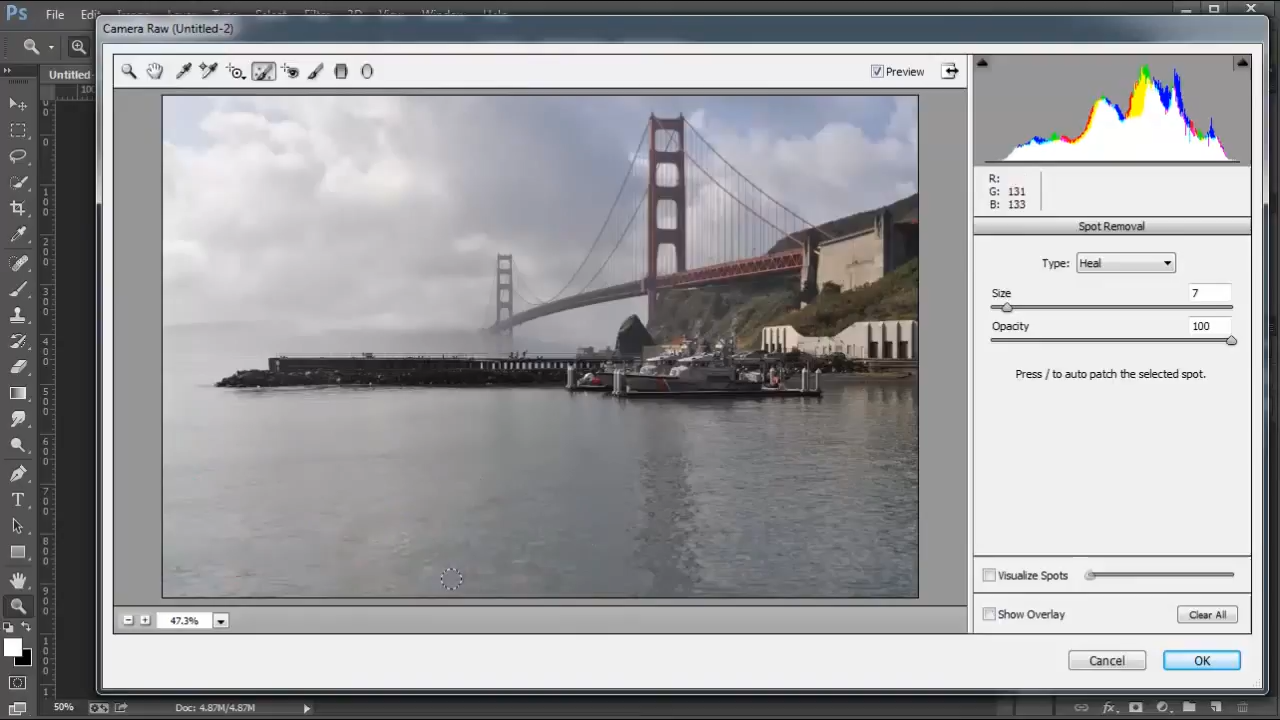 Ps File Edit
Camera Raw (Untitled-2)
Untitled
Preview
R:
G: 131
B: 133
Spot Removal
Type: Heal
Size 7
Opacity 100
Press / to auto patch the selected spot.
Visualize Spots
Show Overlay Clear All
47.3%
Cancel OK
50% Doc: 4.87M/4.87M